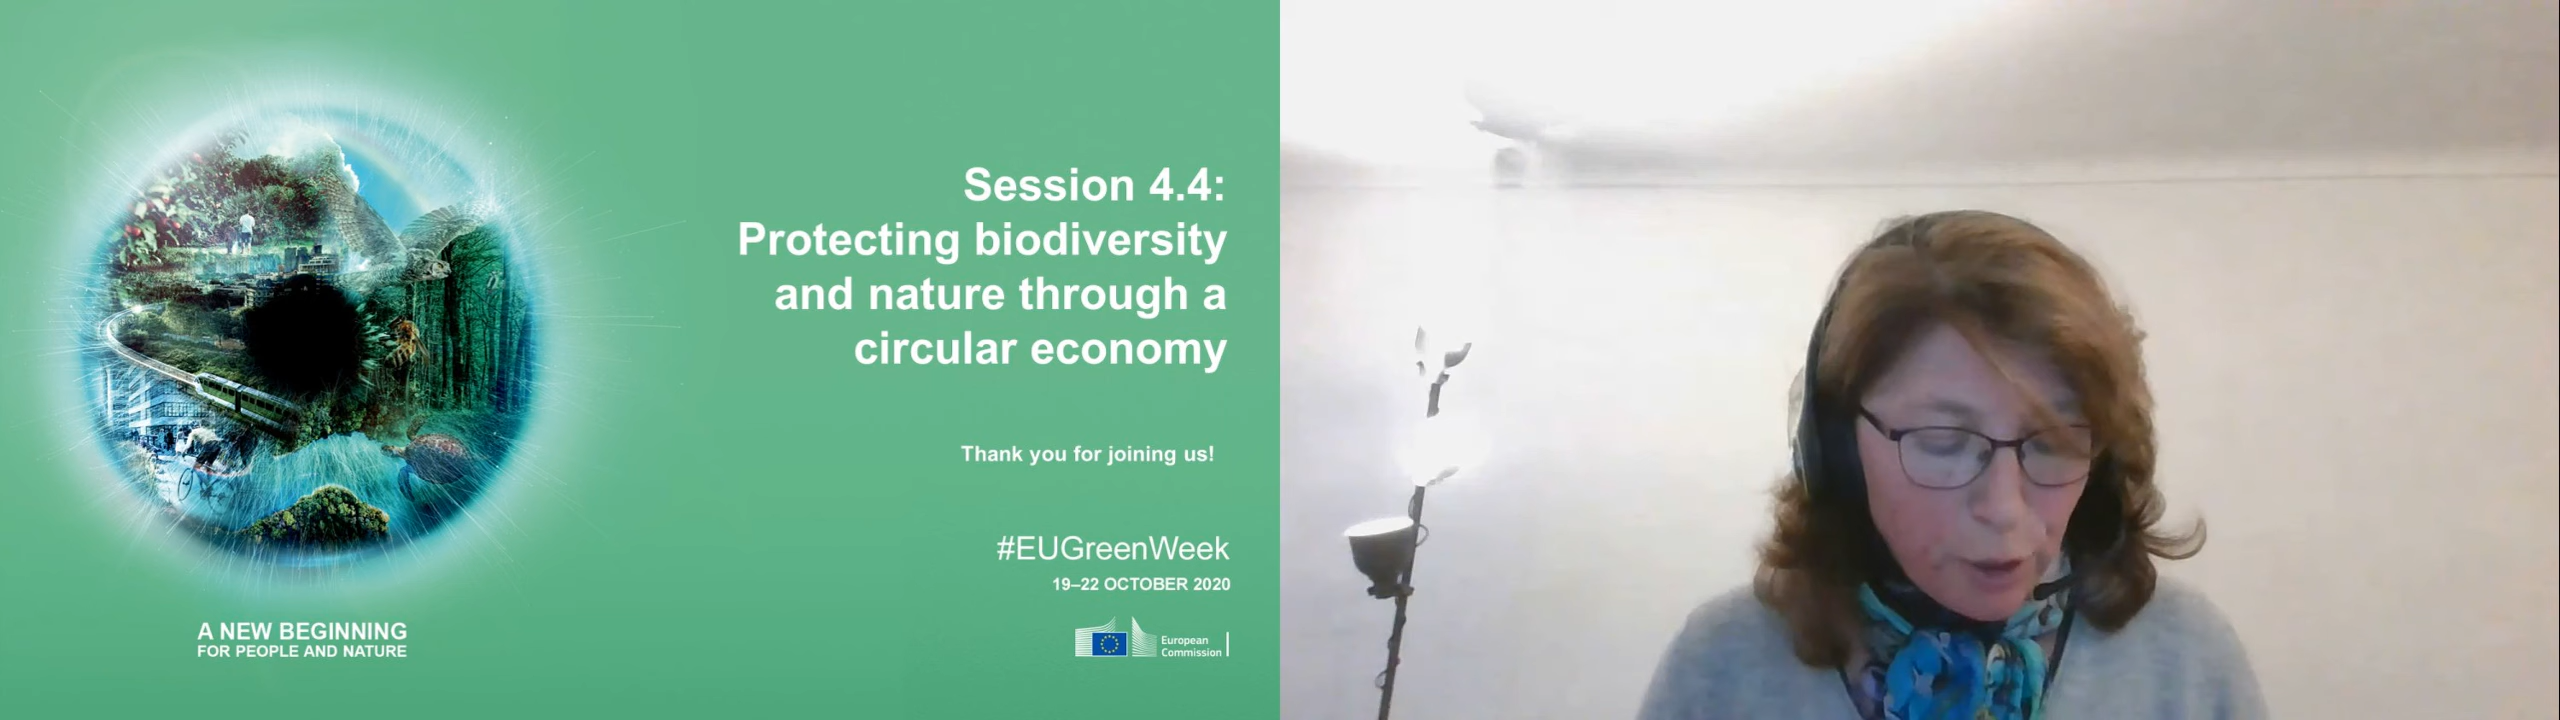 Session 4.4:
Protecting biodiversity
and nature through a
circular economy
Thank you for joining us!
#EUGreenWeek
19–22 OCTOBER 2020
A NEW BEGINNING
FOR PEOPLE AND NATURE
European
Commission